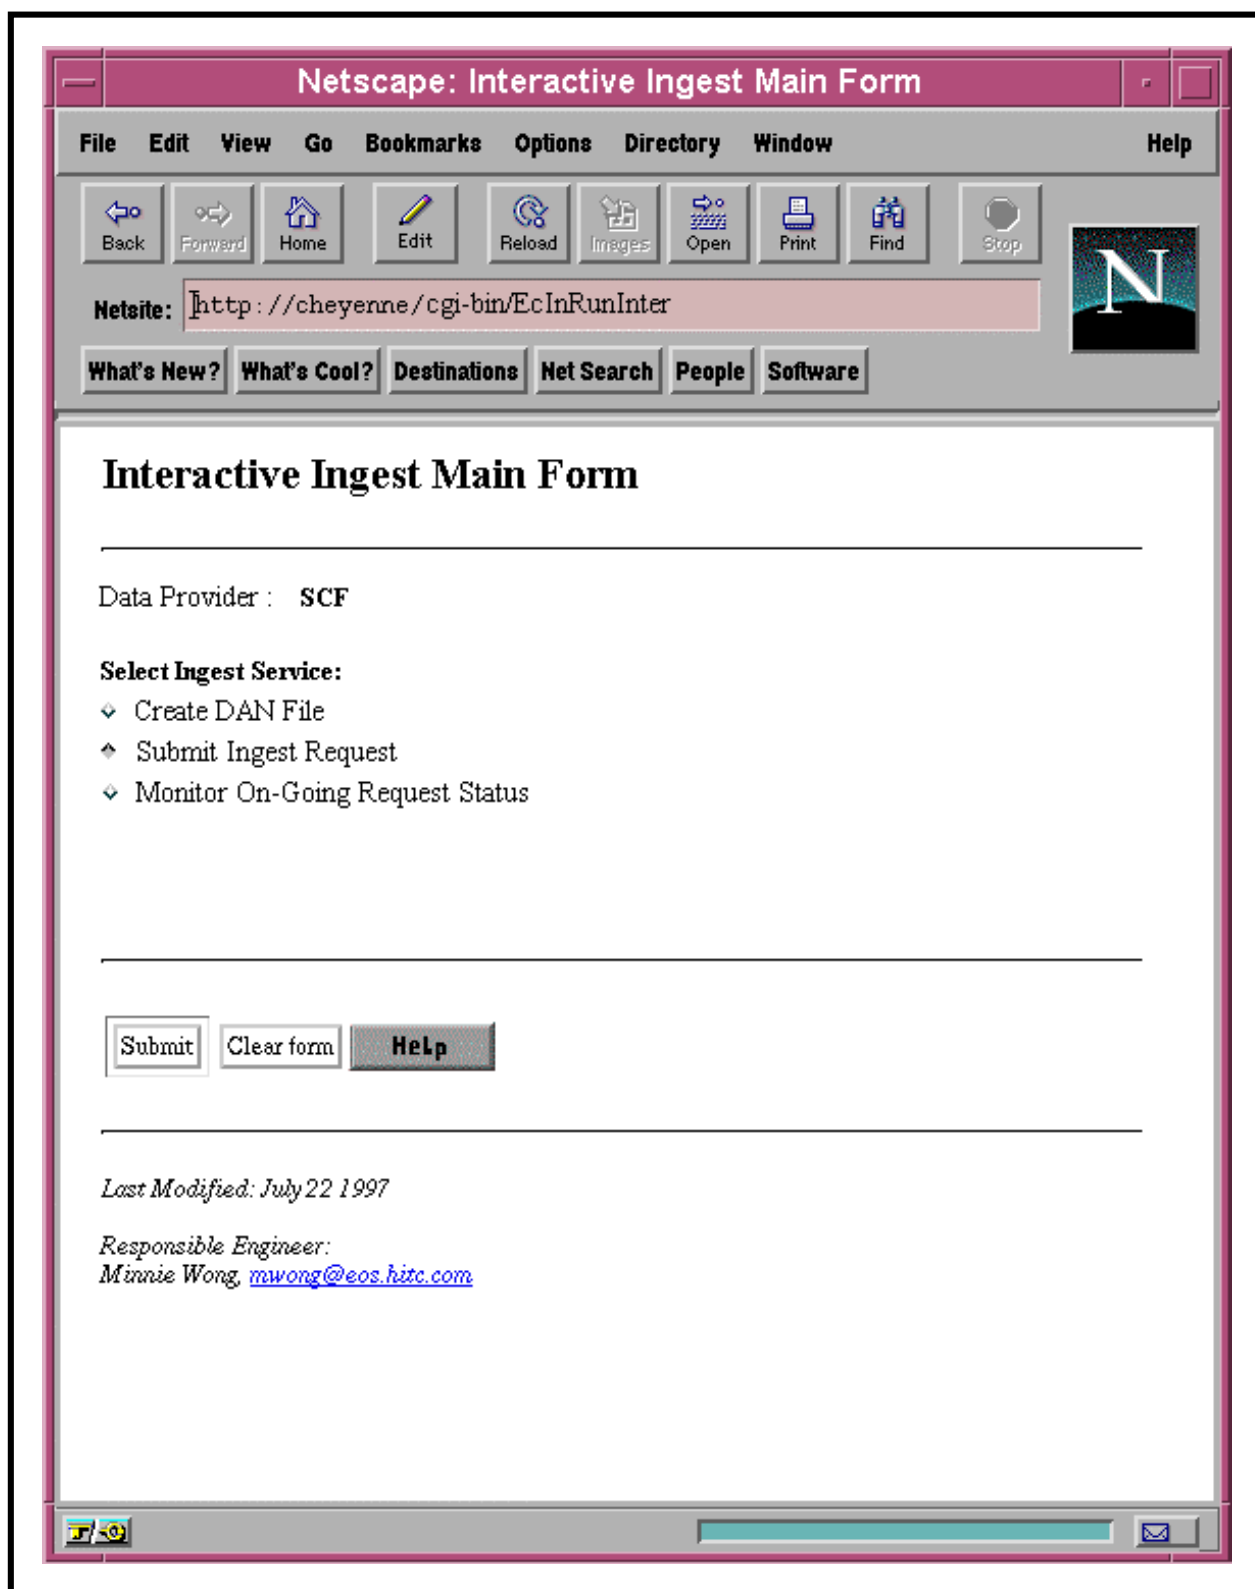 Netscape: Interactive Ingest Main Form
File Edit View Go Bookmarks Options Directory Window Help
Back Forward Home Edit Reload Images Open Print Find Stop
Netsite: http://cheyenne/cgi-bin/EcInRunInter
N
What's New? What's Cool? Destinations Net Search People Software
Interactive Ingest Main Form
Data Provider : SCF
Select Ingest Service:
Create DAN File
Submit Ingest Request
Monitor On-Going Request Status
Submit Clear form Help
Last Modified: July 22 1997
Responsible Engineer:
Minnie Wong, mwong@eos.hitc.com